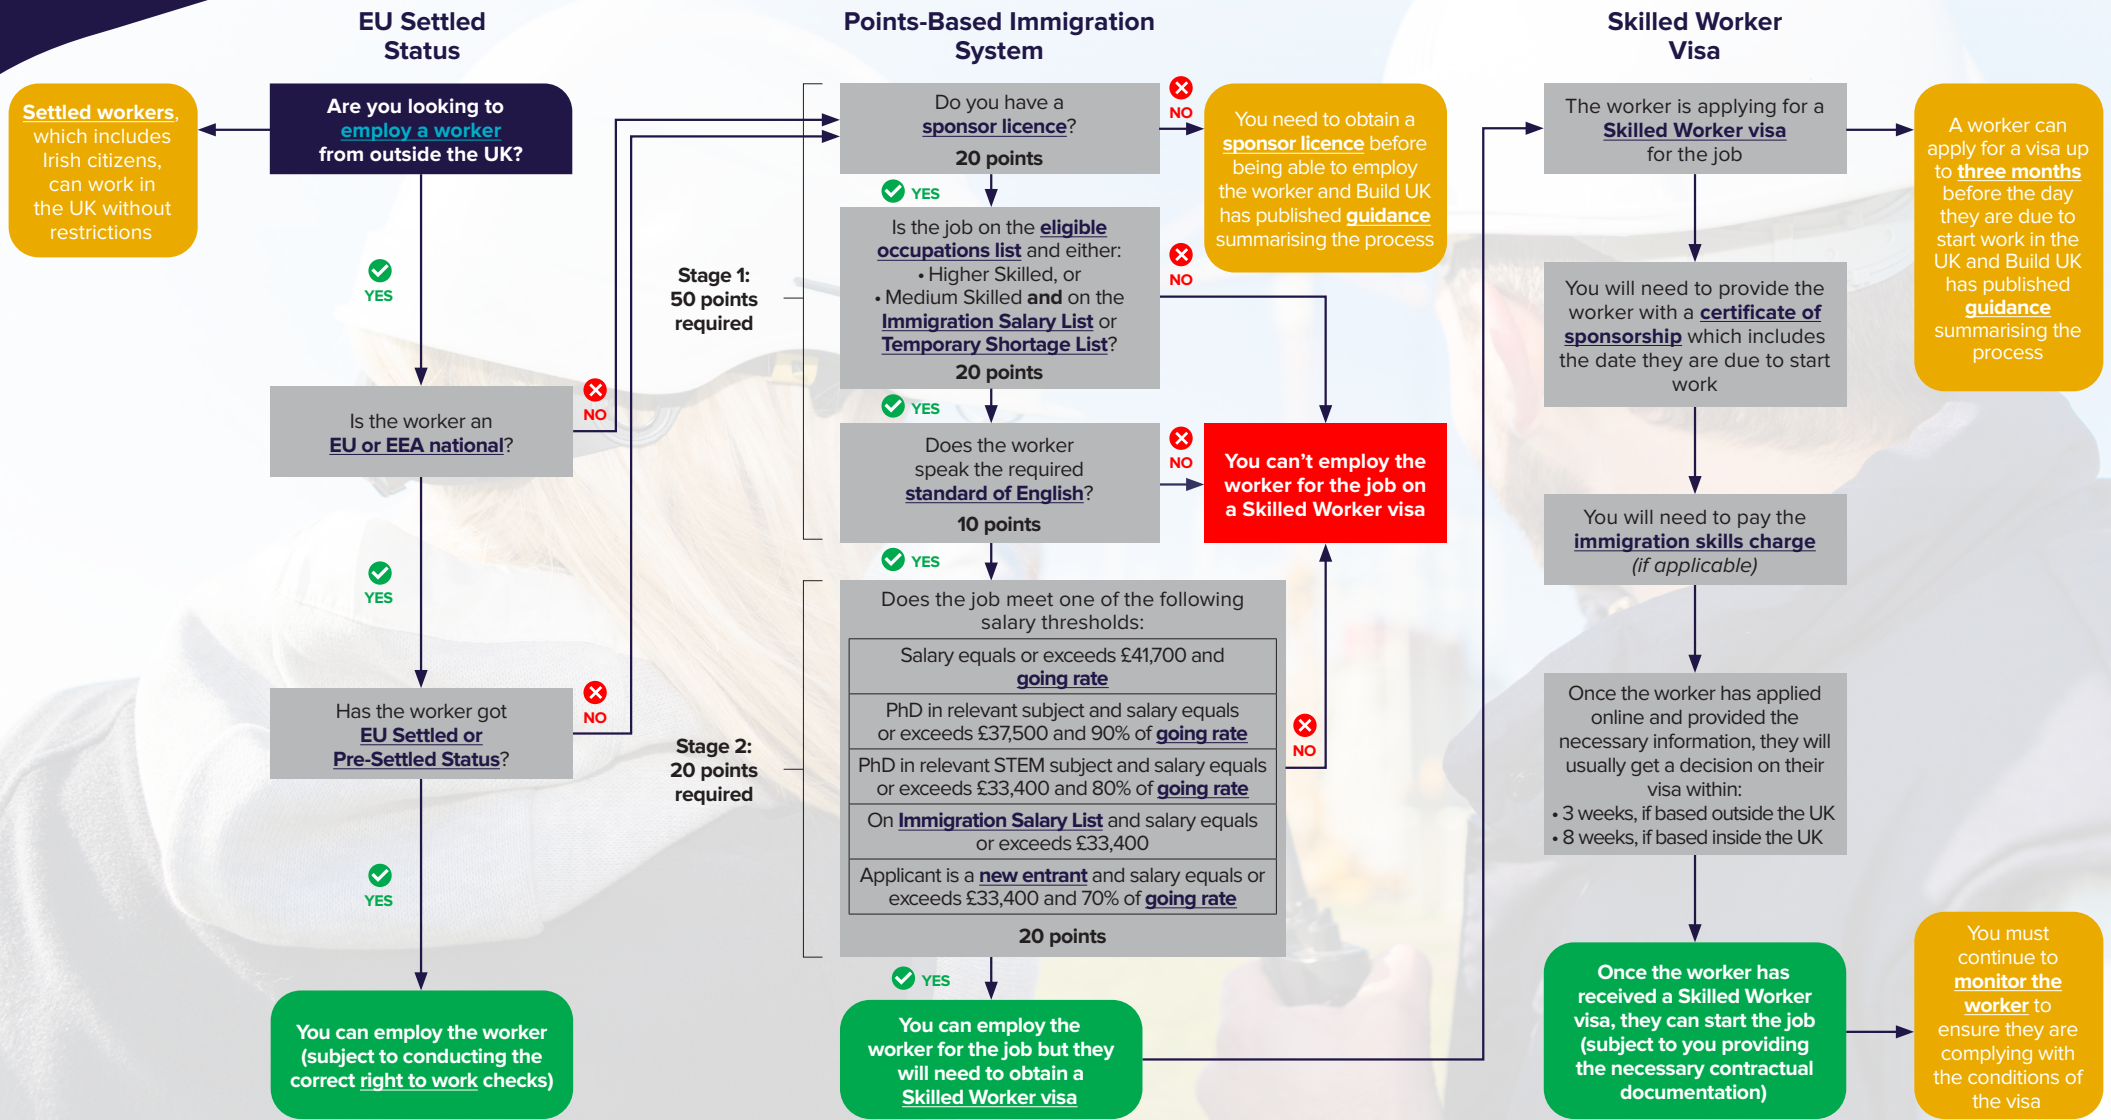 EU Settled
Status
Settled workers,
which includes
Irish citizens,
can work in
the UK without
restrictions
Are you looking to
employ a worker
from outside the UK?
YES
Is the worker an
EU or EEA national?
NO
YES
Has the worker got
EU Settled or
Pre-Settled Status?
NO
YES
You can employ the worker
(subject to conducting the
correct right to work checks)
Points-Based Immigration
System
Stage 1:
50 points
required
Do you have a
sponsor licence?
20 points
NO
You need to obtain a
sponsor licence before
being able to employ
the worker and Build UK
has published guidance
summarising the process
YES
Is the job on the eligible
occupations list and either:
• Higher Skilled, or
• Medium Skilled and on the
Immigration Salary List or
Temporary Shortage List?
20 points
NO
YES
Does the worker
speak the required
standard of English?
10 points
NO
You can’t employ the
worker for the job on
a Skilled Worker visa
YES
Stage 2:
20 points
required
Does the job meet one of the following
salary thresholds:
Salary equals or exceeds £41,700 and
going rate
PhD in relevant subject and salary equals
or exceeds £37,500 and 90% of going rate
PhD in relevant STEM subject and salary equals
or exceeds £33,400 and 80% of going rate
On Immigration Salary List and salary equals
or exceeds £33,400
Applicant is a new entrant and salary equals or
exceeds £33,400 and 70% of going rate
20 points
NO
YES
You can employ the
worker for the job but they
will need to obtain a
Skilled Worker visa
Skilled Worker
Visa
The worker is applying for a
Skilled Worker visa
for the job
A worker can
apply for a visa up
to three months
before the day
they are due to
start work in the
UK and Build UK
has published
guidance
summarising the
process
You will need to provide the
worker with a certificate of
sponsorship which includes
the date they are due to start
work
You will need to pay the
immigration skills charge
(if applicable)
Once the worker has applied
online and provided the
necessary information, they will
usually get a decision on their
visa within:
• 3 weeks, if based outside the UK
• 8 weeks, if based inside the UK
Once the worker has
received a Skilled Worker
visa, they can start the job
(subject to you providing
the necessary contractual
documentation)
You must
continue to
monitor the
worker to
ensure they are
complying with
the conditions of
the visa